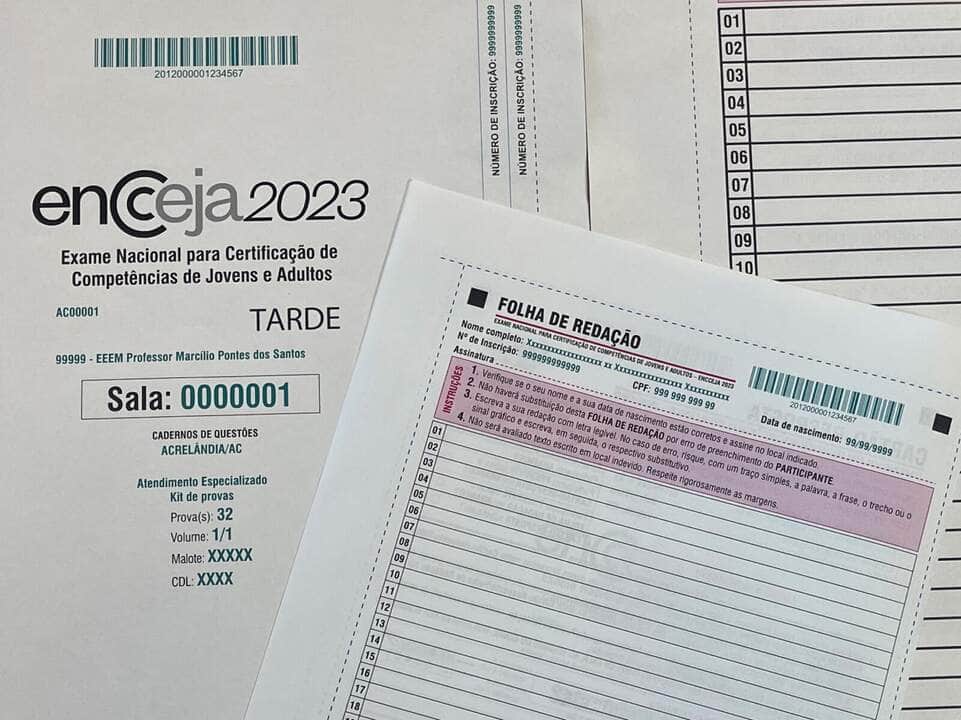 2012000001234567
encceja2023
Exame Nacional para Certificação de
Competências de Jovens e Adultos
AC00001
TARDE
99999 - EEEM Professor Marcílio Pontes dos Santos
Sala: 0000001
CADERNOS DE QUESTÕES
ACRELÂNDIA/AC
Atendimento Especializado
Kit de provas
Prova(s): 32
Volume: 1/1
Malote: XXXXX
CDL: XXXX
NÚMERO DE INSCRIÇÃO: 9999999999
NÚMERO DE INSCRIÇÃO: 9999999999
01
02
03
04
05
06
07
08
09
10
FOLHA DE REDAÇÃO
EXAME NACIONAL PARA CERTIFICAÇÃO DE COMPETÊNCIAS DE JOVENS E ADULTOS - ENCCEJA 2023
Nome completo:
Nº de Inscrição: 999999999999
CPF: 999 999 999 99
Assinatura
2012000001234567
Data de nascimento: 99/99/9999
INSTRUÇÕES
1. Verifique se o seu nome e a sua data de nascimento estão corretos e assine no local indicado.
2. Não haverá substituição desta FOLHA DE REDAÇÃO por erro de preenchimento do PARTICIPANTE.
3. Escreva a sua redação com letra legível. No caso de erro, risque, com um traço simples, a palavra, a frase, o trecho ou o
sinal gráfico e escreva, em seguida, o respectivo substitutivo.
4. Não será avaliado texto escrito em local indevido. Respeite rigorosamente as margens.
01
02
03
04
05
06
07
08
09
10
11
12
13
14
15
16
17
18